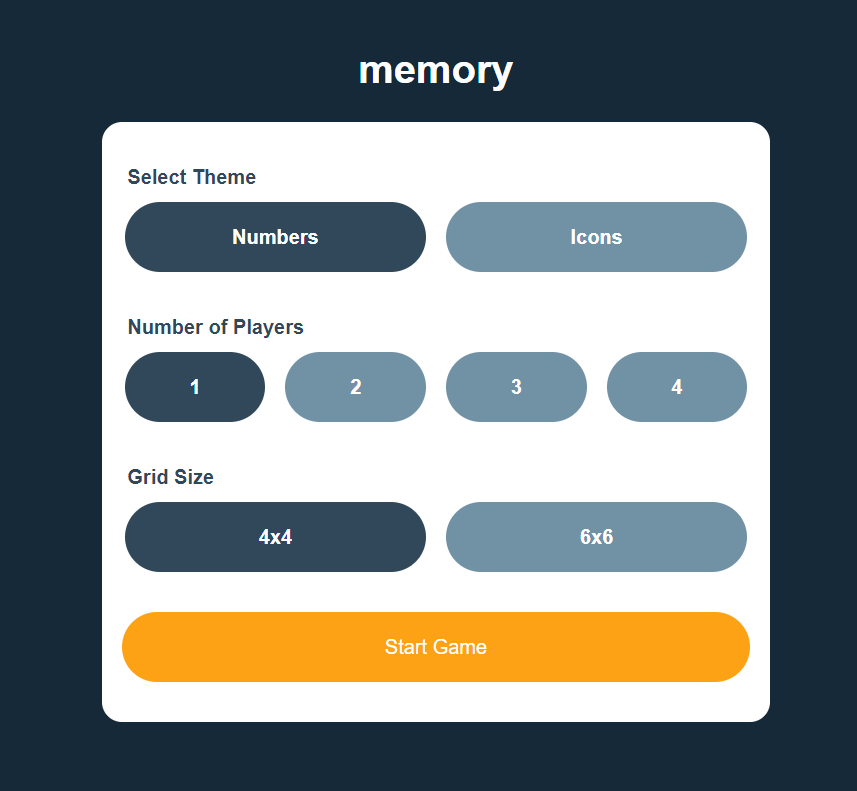 memory
Select Theme
Numbers Icons
Number of Players
1 2 3 4
Grid Size
4x4 6x6
Start Game